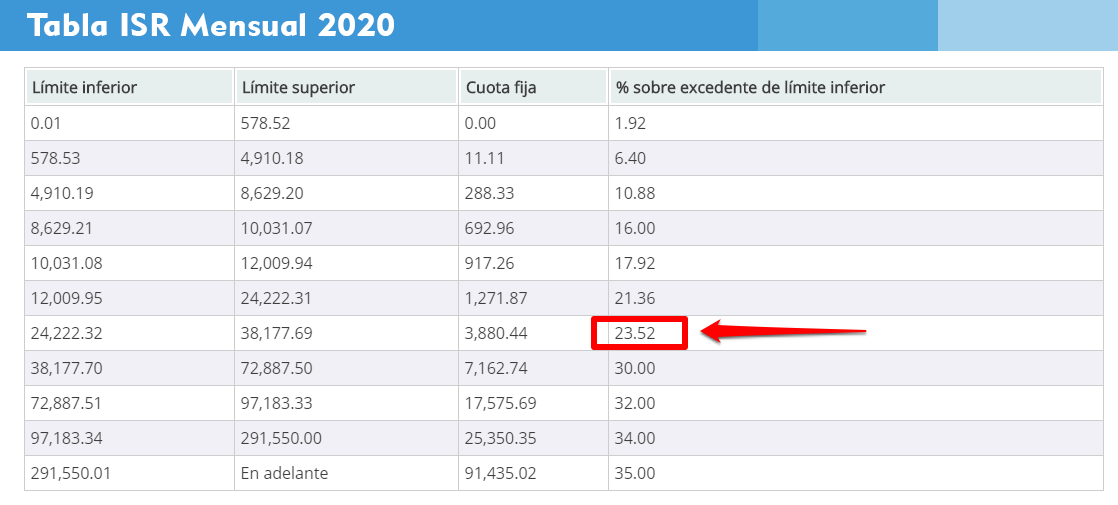 Tabla ISR Mensual 2020
Límite inferior Límite superior Cuota fija % sobre excedente de límite inferior
0.01 578.52 0.00 1.92
578.53 4,910.18 11.11 6.40
4,910.19 8,629.20 288.33 10.88
8,629.21 10,031.07 692.96 16.00
10,031.08 12,009.94 917.26 17.92
12,009.95 24,222.31 1,271.87 21.36
24,222.32 38,177.69 3,880.44 23.52
38,177.70 72,887.50 7,162.74 30.00
72,887.51 97,183.33 17,575.69 32.00
97,183.34 291,550.00 25,350.35 34.00
291,550.01 En adelante 91,435.02 35.00